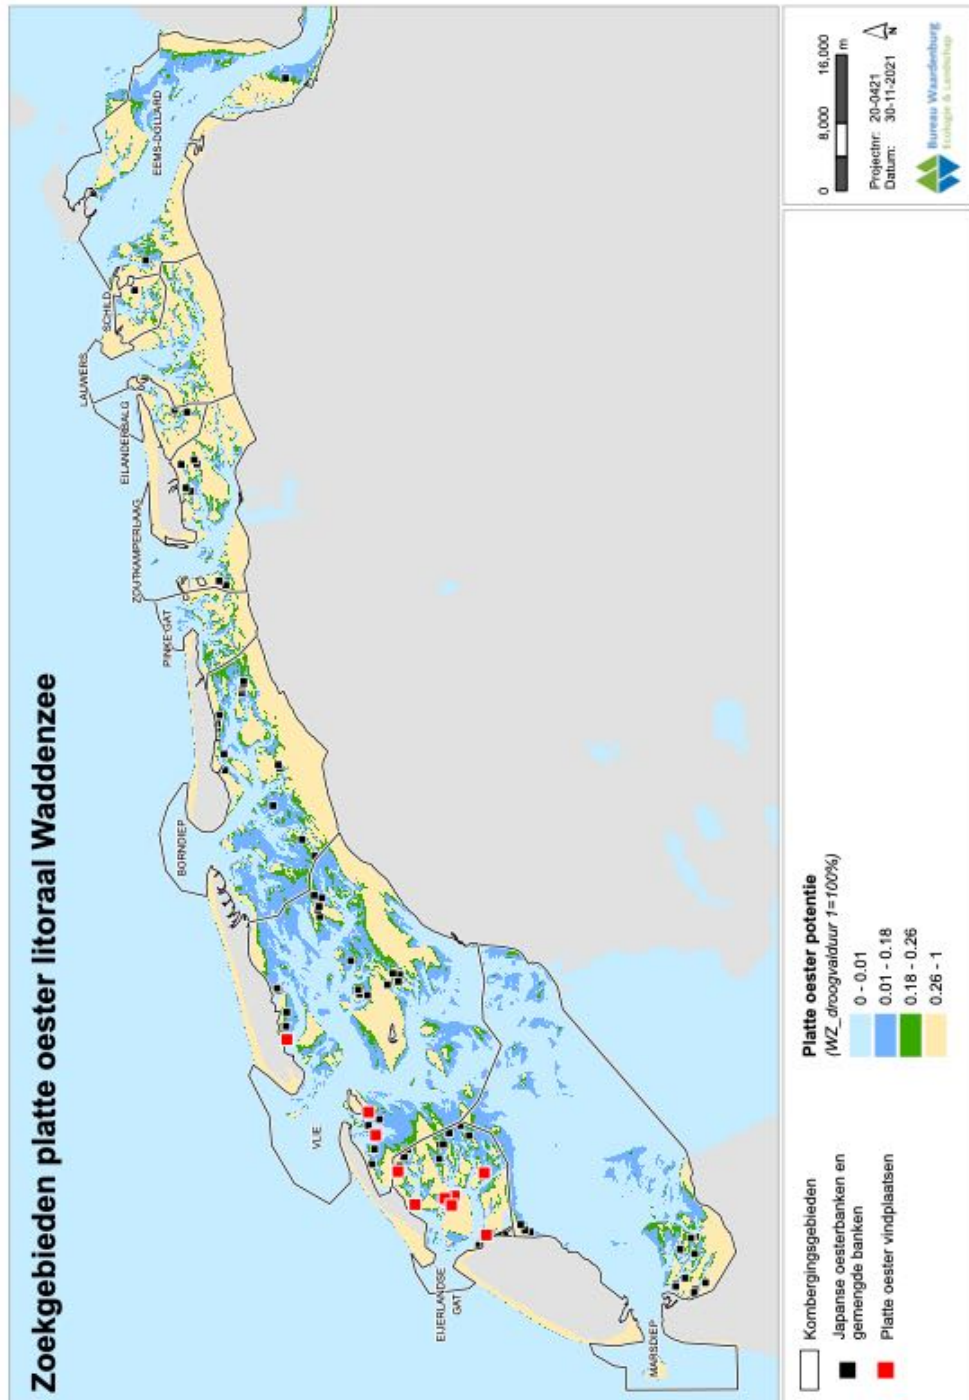 Zoekgebieden platte oester litoraal Waddenzee
MARSDIEP
EIJERLANDSE
GAT
VLIE
BORNDIEP
PINKE GAT
ZOUTKAMPERLAAG
EILANDERBALG
LAUWERS
SCHILD
EEMS-DOLLARD
Kombergingsgebieden
Japanse oesterbanken en
gemengde banken
Platte oester vindplaatsen
Platte oester potentie
(WZ_droogvalduur 1=100%)
0 - 0.01
0.01 - 0.18
0.18 - 0.26
0.26 - 1
0 8,000 16,000
m
N
Projectnr: 20-0421
Datum: 30-11-2021
Bureau Waardenburg
Ecologie & Landschap